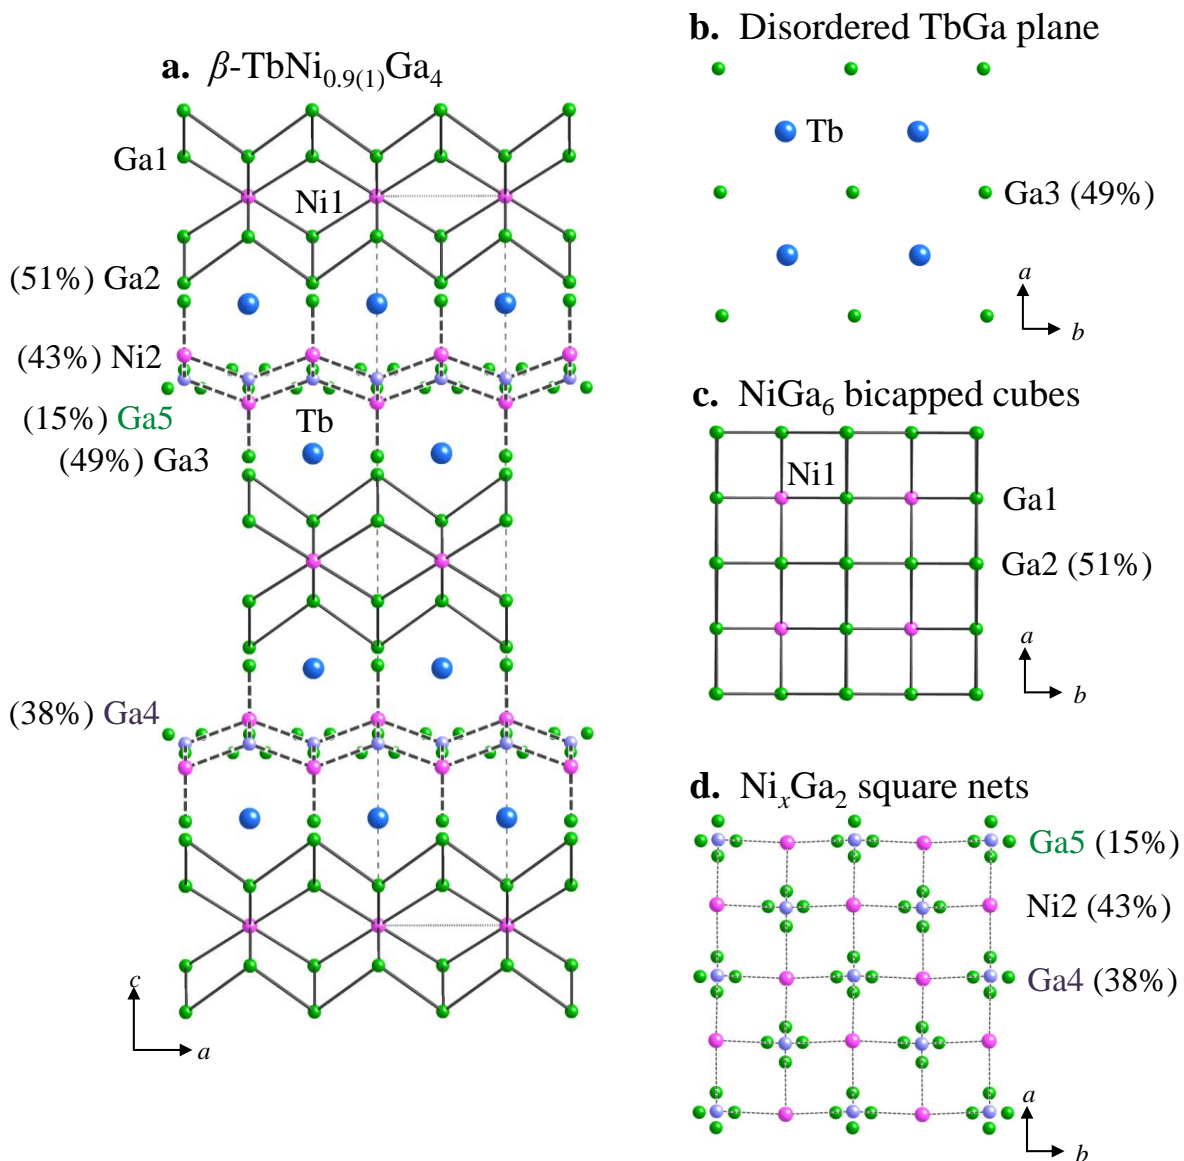 a. β-TbNi0.9(1)Ga4
Ga1
Ni1
(51%) Ga2
(43%) Ni2
(15%) Ga5
Tb
(49%) Ga3
(38%) Ga4
c
a
b. Disordered TbGa plane
Tb
Ga3 (49%)
a
b
c. NiGa6 bicapped cubes
Ni1
Ga1
Ga2 (51%)
a
b
d. NixGa2 square nets
Ga5 (15%)
Ni2 (43%)
Ga4 (38%)
a
b